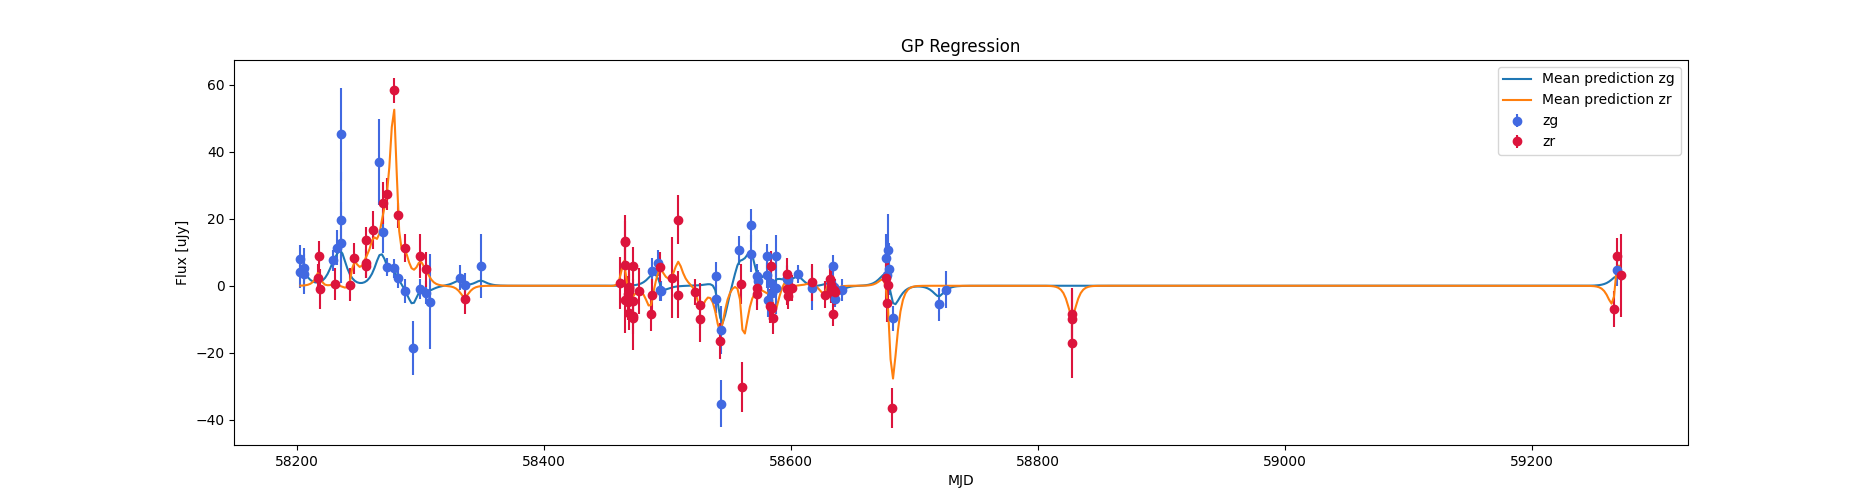 GP Regression
Mean prediction zg
Mean prediction zr
zg
zr
Flux [uJy]
60
40
20
0
−20
−40
58200
58400
58600
58800
59000
59200
MJD